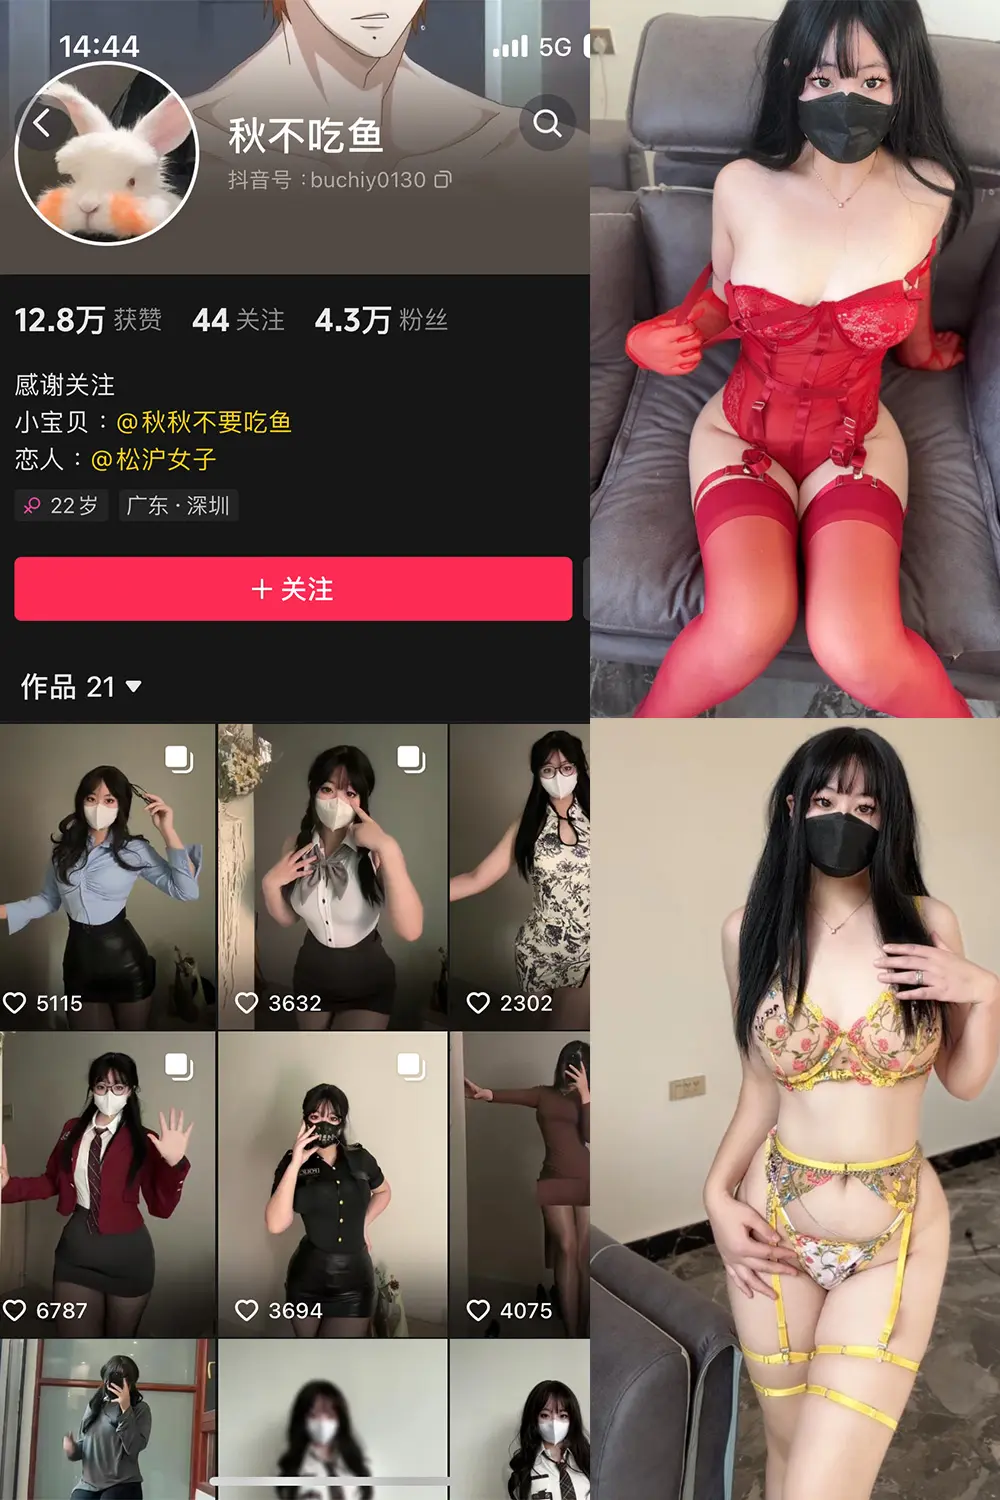 14:44
5G
秋不吃鱼
抖音号：buchiy0130
12.8万 获赞 44 关注 4.3万 粉丝
感谢关注
小宝贝：@秋秋不要吃鱼
恋人：@松沪女子
22岁 广东·深圳
+ 关注
作品 21
5115 3632 2302
6787 3694 4075